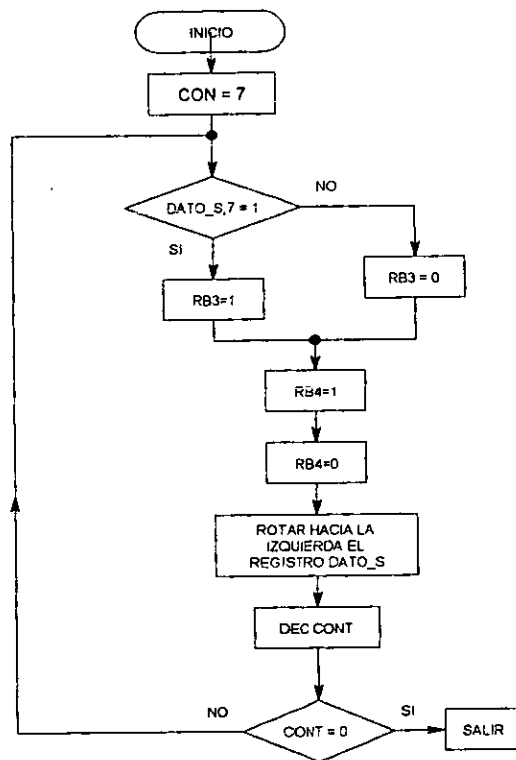 INICIO
CON = 7
DATO_S,7 = 1
NO
SI
RB3=1
RB3 = 0
RB4=1
RB4=0
ROTAR HACIA LA
IZQUIERDA EL
REGISTRO DATO_S
DEC CONT
NO
CONT = 0
SI
SALIR